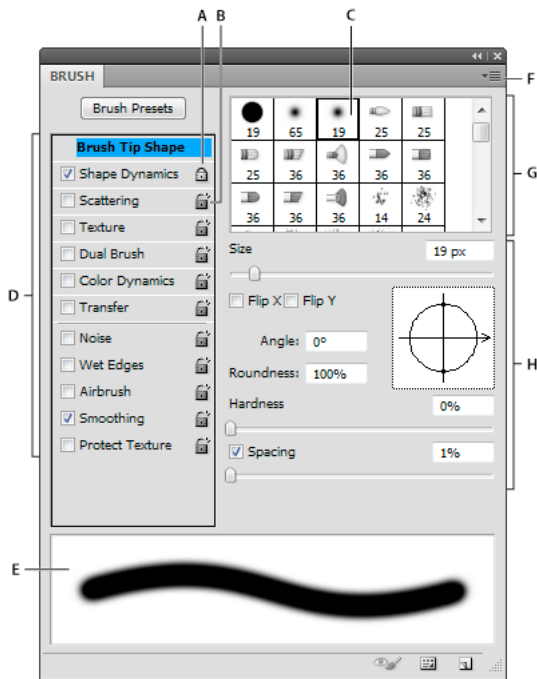 A B C
BRUSH
F
Brush Presets
19 65 19 25 25
25 36 36 36 36
36 36 36 14 24
G
Brush Tip Shape
Shape Dynamics
Scattering
Texture
Dual Brush
Color Dynamics
Transfer
Noise
Wet Edges
Airbrush
Smoothing
Protect Texture
D
Size 19 px
Flip X Flip Y
Angle: 0º
Roundness: 100%
Hardness 0%
Spacing 1%
H
E